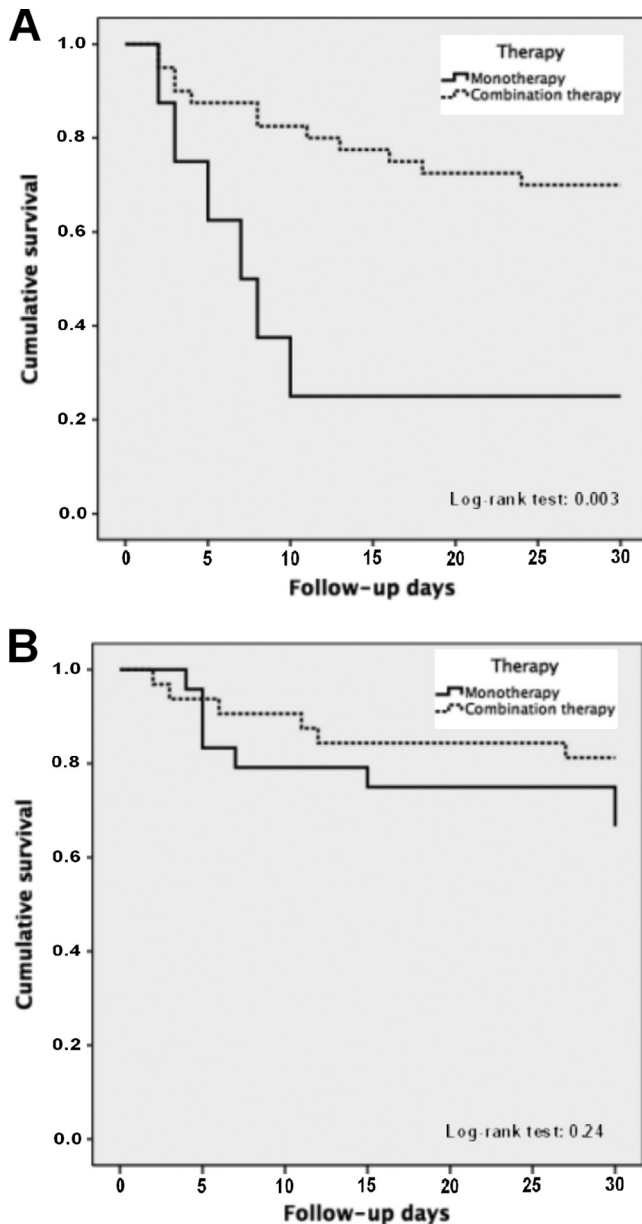 A
1.0
0.8
0.6
0.4
0.2
0.0
Cumulative survival
Therapy
Monotherapy
Combination therapy
Log-rank test: 0.003
0 5 10 15 20 25 30
Follow-up days
B
1.0
0.8
0.6
0.4
0.2
0.0
Cumulative survival
Therapy
Monotherapy
Combination therapy
Log-rank test: 0.24
0 5 10 15 20 25 30
Follow-up days